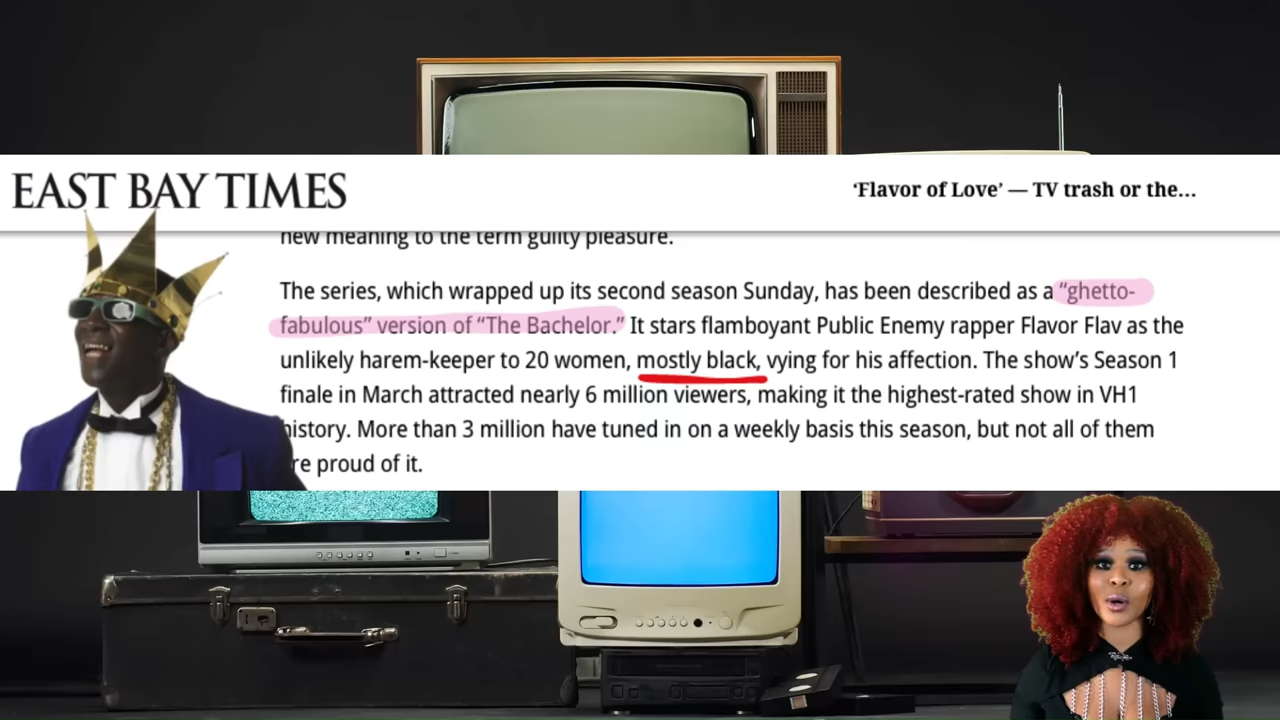 EAST BAY TIMES
‘Flavor of Love’ — TV trash or the…
new meaning to the term guilty pleasure.
The series, which wrapped up its second season Sunday, has been described as a “ghetto-
fabulous” version of “The Bachelor.” It stars flamboyant Public Enemy rapper Flavor Flav as the
unlikely harem-keeper to 20 women, mostly black, vying for his affection. The show’s Season 1
finale in March attracted nearly 6 million viewers, making it the highest-rated show in VH1
history. More than 3 million have tuned in on a weekly basis this season, but not all of them
are proud of it.